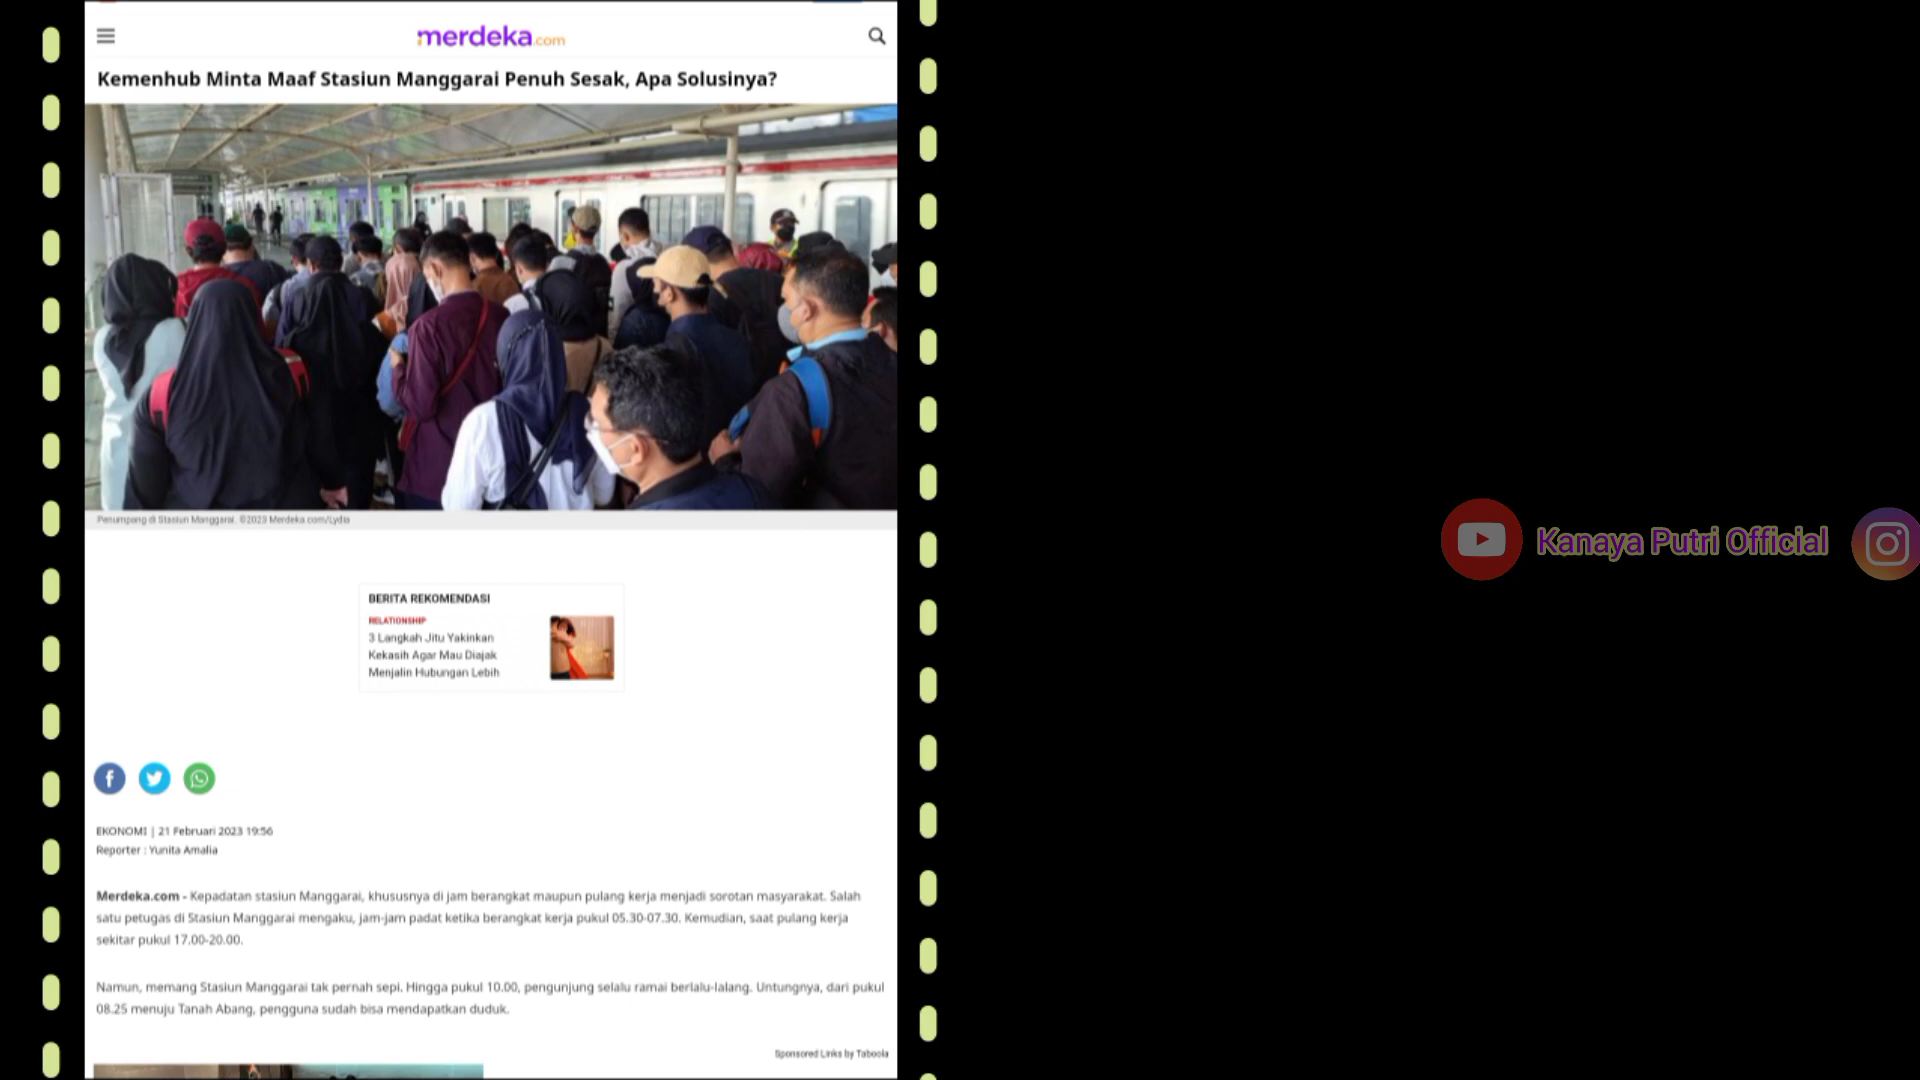 merdeka.com
Kemenhub Minta Maaf Stasiun Manggarai Penuh Sesak, Apa Solusinya?
Penumpang di Stasiun Manggarai. ©2023 Merdeka.com/Lydia
BERITA REKOMENDASI
RELATIONSHIP
3 Langkah Jitu Yakinkan
Kekasih Agar Mau Diajak
Menjalin Hubungan Lebih
EKONOMI | 21 Februari 2023 19:56
Reporter : Yunita Amalia
Merdeka.com - Kepadatan stasiun Manggarai, khususnya di jam berangkat maupun pulang kerja menjadi sorotan masyarakat. Salah
satu petugas di Stasiun Manggarai mengaku, jam-jam padat ketika berangkat kerja pukul 05.30-07.30. Kemudian, saat pulang kerja
sekitar pukul 17.00-20.00.
Namun, memang Stasiun Manggarai tak pernah sepi. Hingga pukul 10.00, pengunjung selalu ramai berlalu-lalang. Untungnya, dari pukul
08.25 menuju Tanah Abang, pengguna sudah bisa mendapatkan duduk.
Sponsored Links by Taboola
Kanaya Putri Official